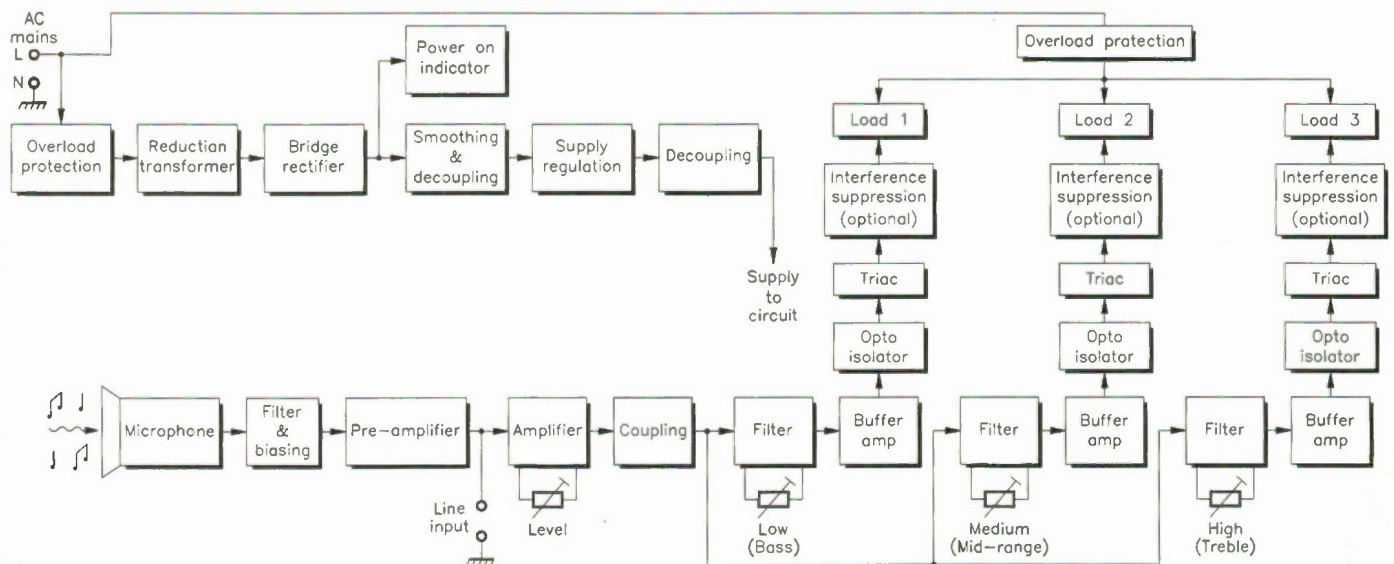 AC
mains
L
N
Overload protection
Power on
indicator
Load 1
Load 2
Load 3
Overload
protection
Reduction
transformer
Bridge
rectifier
Smoothing
&
decoupling
Supply
regulation
Decoupling
Interference
suppression
(optional)
Interference
suppression
(optional)
Interference
suppression
(optional)
Supply
to
circuit
Triac
Triac
Triac
Opto
isolator
Opto
isolator
Opto
isolator
Microphone
Filter
&
biasing
Pre-amplifier
Amplifier
Coupling
Filter
Buffer
amp
Filter
Buffer
amp
Filter
Buffer
amp
Line
input
Level
Low
(Bass)
Medium
(Mid-range)
High
(Treble)